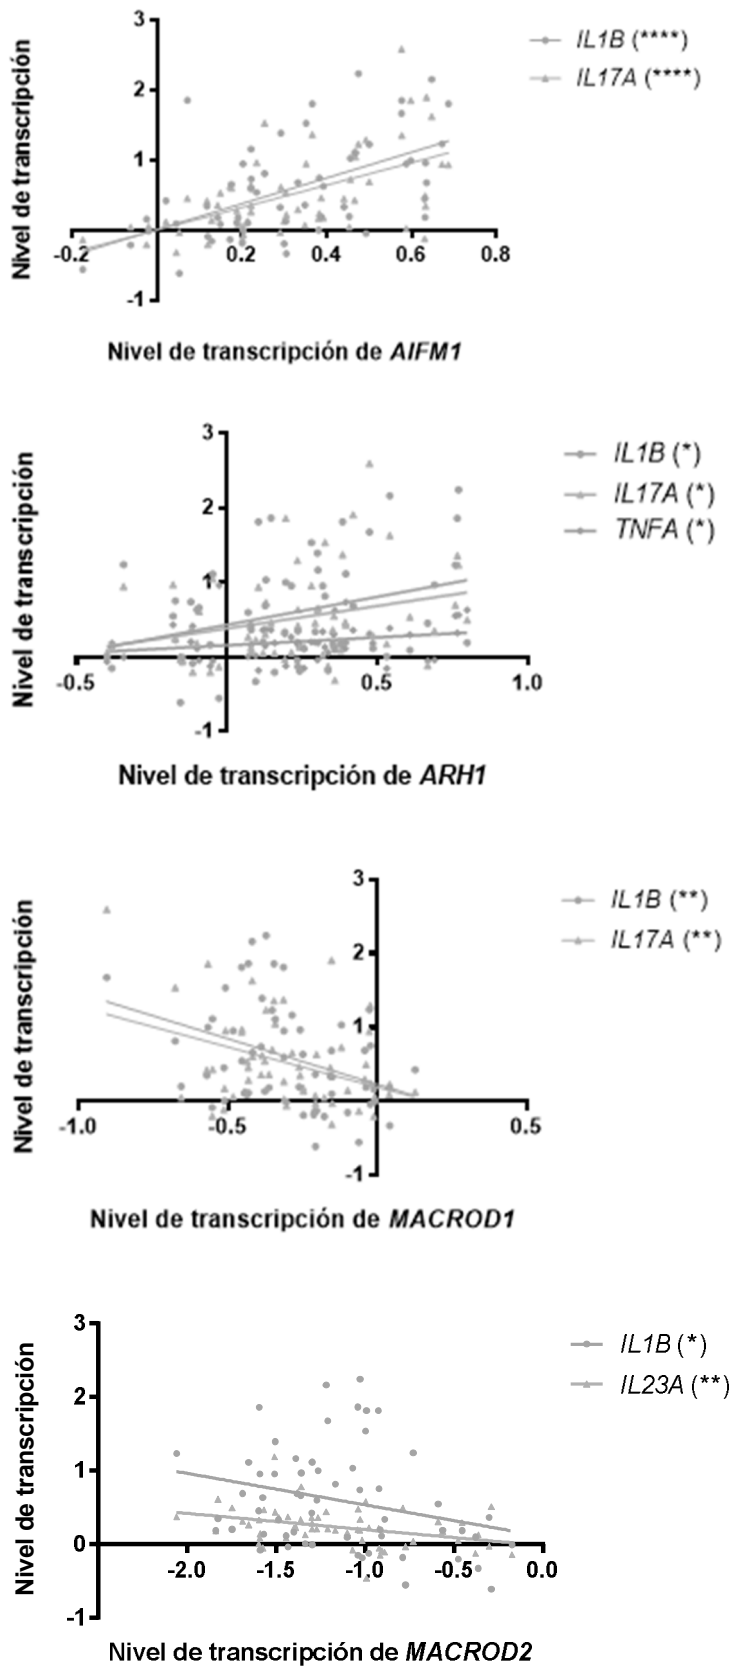 3
2
1
-1
-0.2
0.2
0.4
0.6
0.8
Nivel de transcripción
Nivel de transcripción de AIFM1
IL1B (****)
IL17A (****)
3
2
1
-1
-0.5
0.5
1.0
Nivel de transcripción
Nivel de transcripción de ARH1
IL1B (*)
IL17A (*)
TNFA (*)
3
2
1
-1
-1.0
-0.5
0.5
Nivel de transcripción
Nivel de transcripción de MACROD1
IL1B (**)
IL17A (**)
3
2
1
0
-1
-2.0
-1.5
-1.0
-0.5
0.0
Nivel de transcripción
Nivel de transcripción de MACROD2
IL1B (*)
IL23A (**)